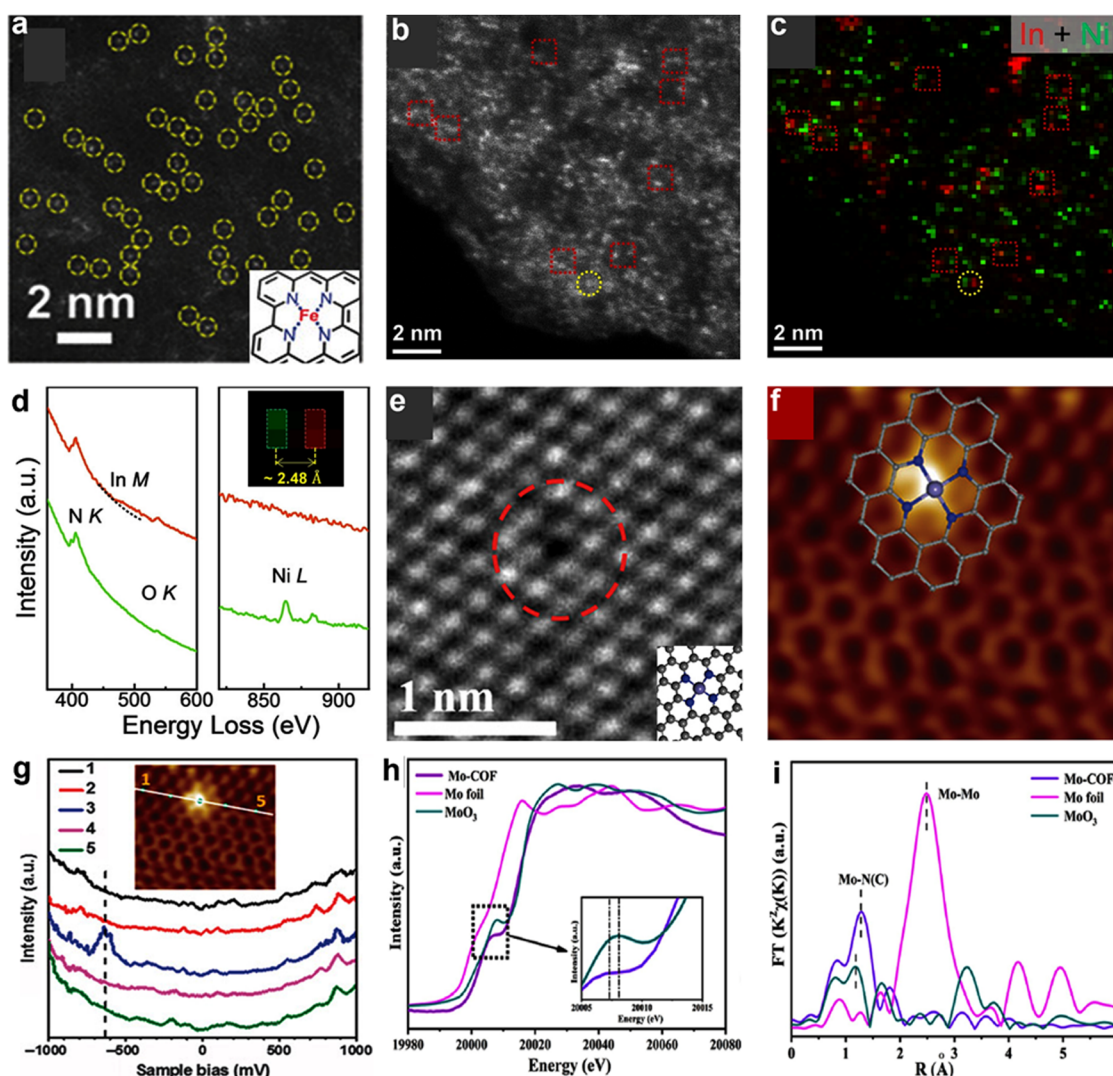 a
2 nm
N
N
Fe
N
N
b
2 nm
c
In + Ni
2 nm
d
Intensity (a.u.)
In M
N K
O K
Ni L
~ 2.48 Å
400
500
600
850
900
Energy Loss (eV)
e
1 nm
f
g
1
2
3
4
5
1
5
Intensity (a.u.)
−1000
−500
0
500
1000
Sample bias (mV)
h
Mo-COF
Mo foil
MoO₃
Intensity (a.u.)
Intensity (a.u.)
20005
20010
20015
Energy (eV)
19980
20000
20020
20040
20060
20080
Energy (eV)
i
Mo-COF
Mo foil
MoO₃
Mo-Mo
Mo-N(C)
FT (K²χ(K)) (a.u.)
0
1
2
3
4
5
R (Å)